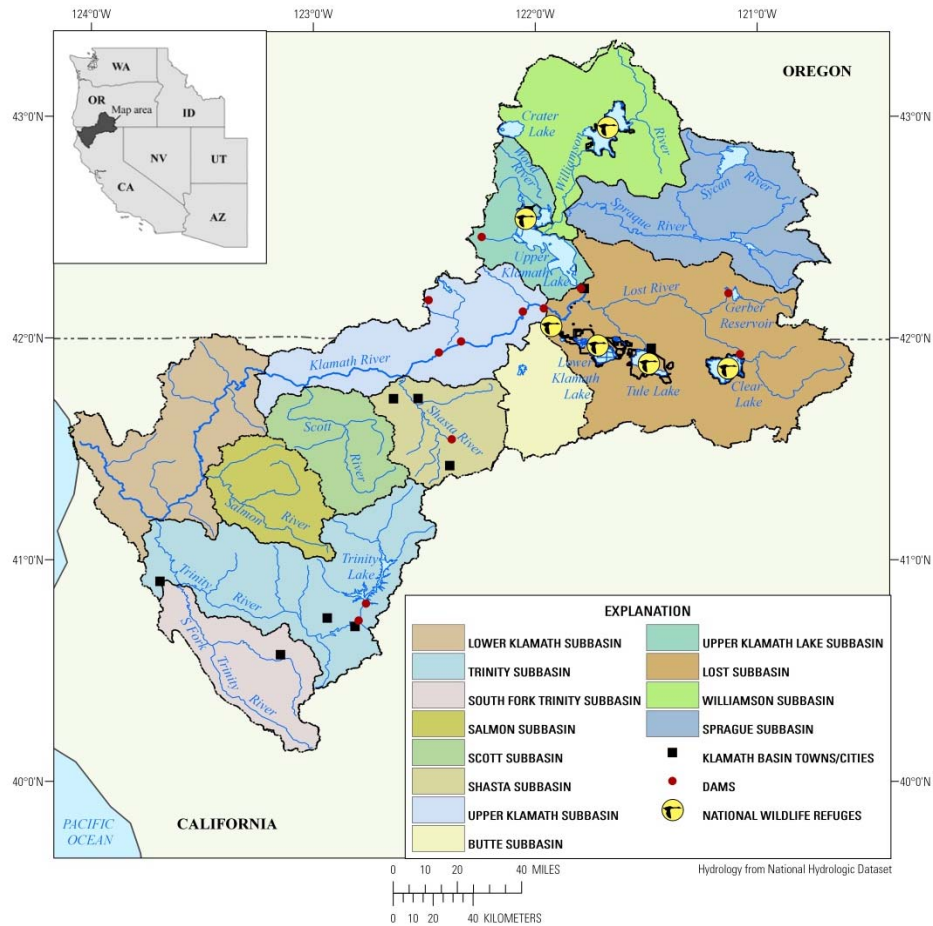 124°0'W
123°0'W
122°0'W
121°0'W
WA
OR
Map area
ID
NV
UT
CA
AZ
OREGON
43°0'N
43°0'N
Crater
Lake
Wood
River
Williamson
River
Sycan
River
Sprague River
Upper
Klamath
Lake
Lost River
Gerber
Reservoir
42°0'N
42°0'N
Klamath River
Lower
Klamath
Lake
Tule Lake
Clear
Lake
Scott
River
Shasta River
Salmon
River
41°0'N
41°0'N
Trinity
Lake
Trinity
River
S Fork
Trinity
River
40°0'N
40°0'N
PACIFIC
OCEAN
CALIFORNIA
EXPLANATION
LOWER KLAMATH SUBBASIN
TRINITY SUBBASIN
SOUTH FORK TRINITY SUBBASIN
SALMON SUBBASIN
SCOTT SUBBASIN
SHASTA SUBBASIN
UPPER KLAMATH SUBBASIN
BUTTE SUBBASIN
UPPER KLAMATH LAKE SUBBASIN
LOST SUBBASIN
WILLIAMSON SUBBASIN
SPRAGUE SUBBASIN
KLAMATH BASIN TOWNS/CITIES
DAMS
NATIONAL WILDLIFE REFUGES
Hydrology from National Hydrologic Dataset
0 10 20 40 MILES
0 10 20 40 KILOMETERS